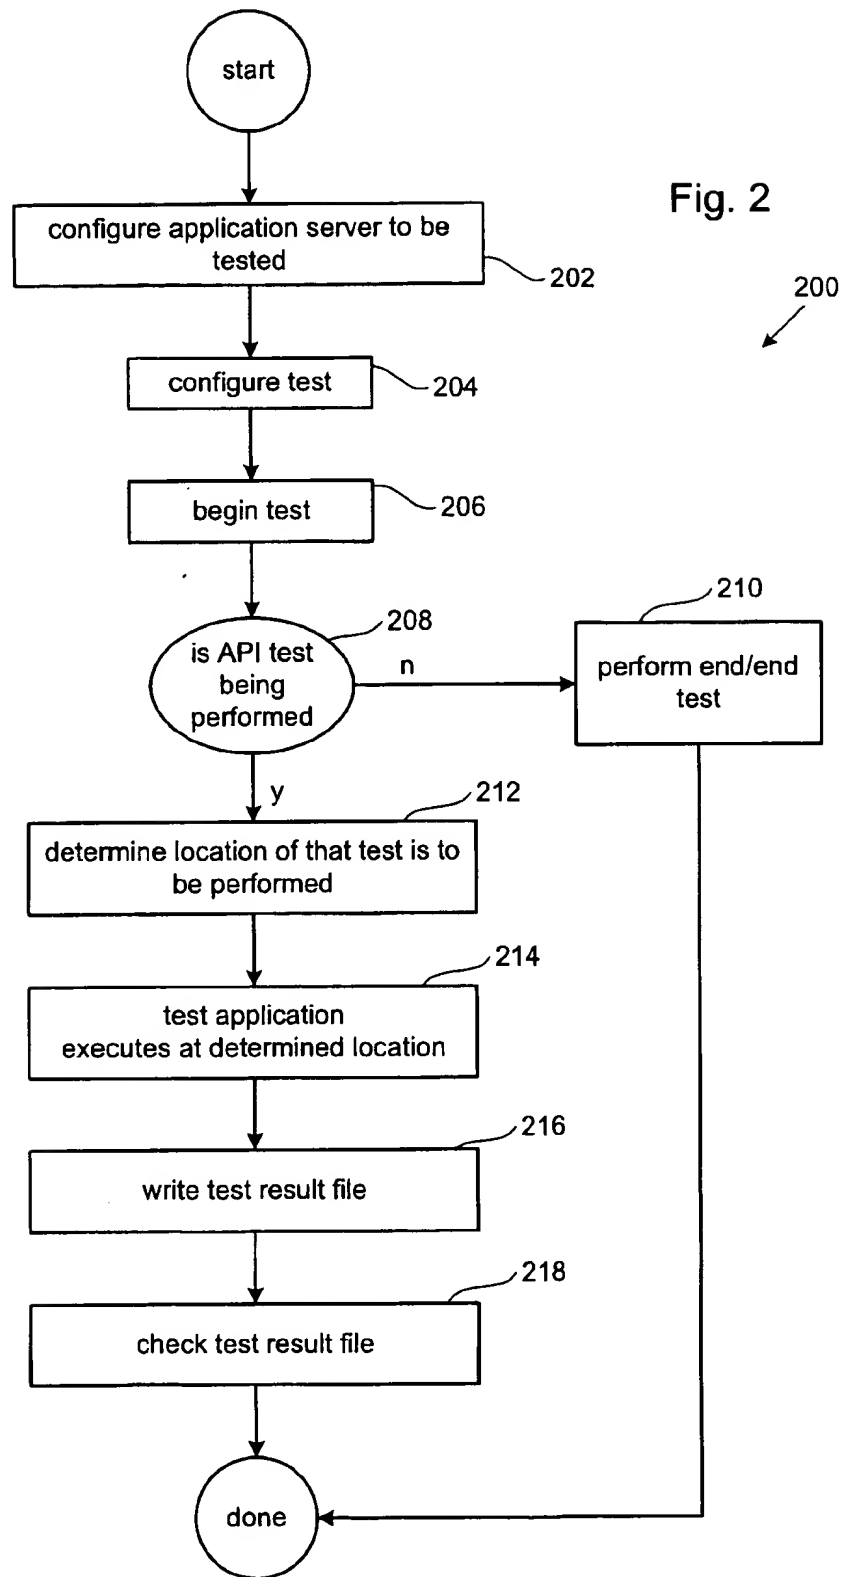 start
Fig. 2
configure application server to be
tested
202
200
configure test
204
begin test
206
208
is API test
being
performed
n
210
perform end/end
test
y
212
determine location of that test is to
be performed
214
test application
executes at determined location
216
write test result file
218
check test result file
done